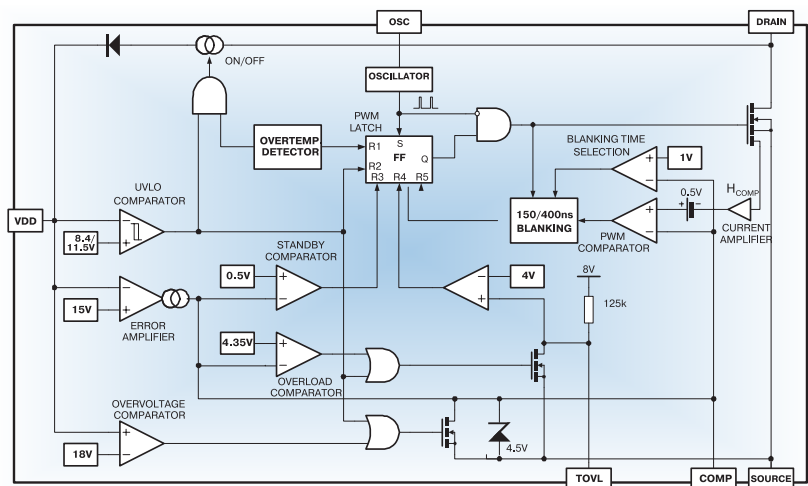 OSC
DRAIN
ON/OFF
OSCILLATOR
PWM
LATCH
OVERTEMP
DETECTOR
R1
S
FF
R2
Q
R3
R4
R5
BLANKING TIME
SELECTION
+
1V
−
UVLO
COMPARATOR
VDD
−
8.4/
11.5V
+
150/400ns
BLANKING
+
−
PWM
COMPARATOR
0.5V
+
−
HCOMP
CURRENT
AMPLIFIER
STANDBY
COMPARATOR
0.5V
+
−
−
4V
+
8V
125k
−
15V
+
ERROR
AMPLIFIER
4.35V
+
−
OVERLOAD
COMPARATOR
OVERVOLTAGE
COMPARATOR
+
18V
−
4.5V
TOVL
COMP
SOURCE